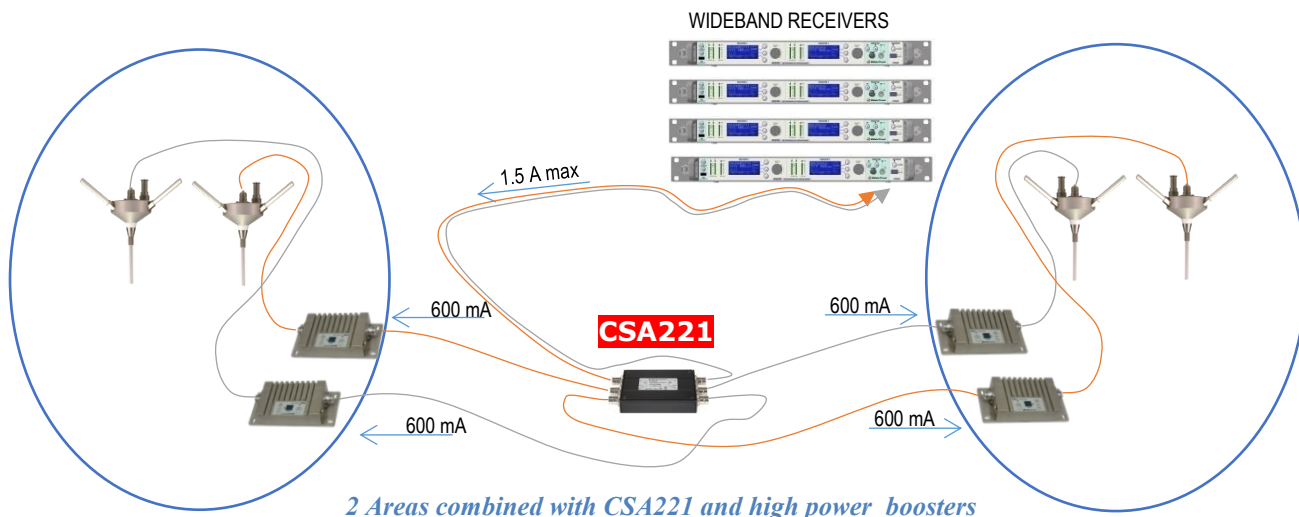 WIDEBAND RECEIVERS
1.5 A max
600 mA
600 mA
CSA221
600 mA
600 mA
2 Areas combined with CSA221 and high power boosters